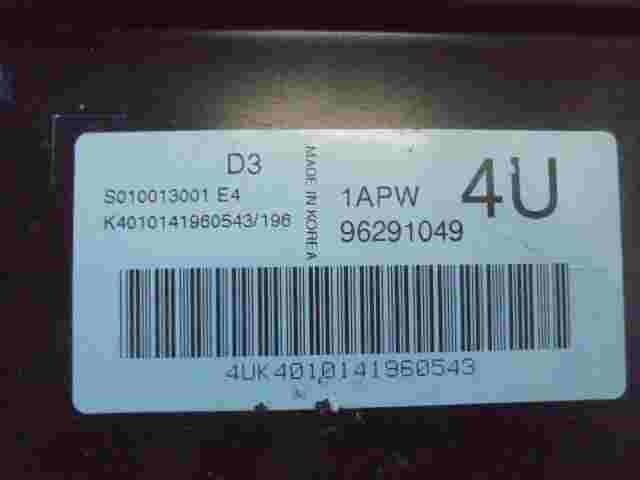 D3
S010013001 E4
K4010141960543/196
MADE IN KOREA
1APW
4U
96291049
4UK4010141960543